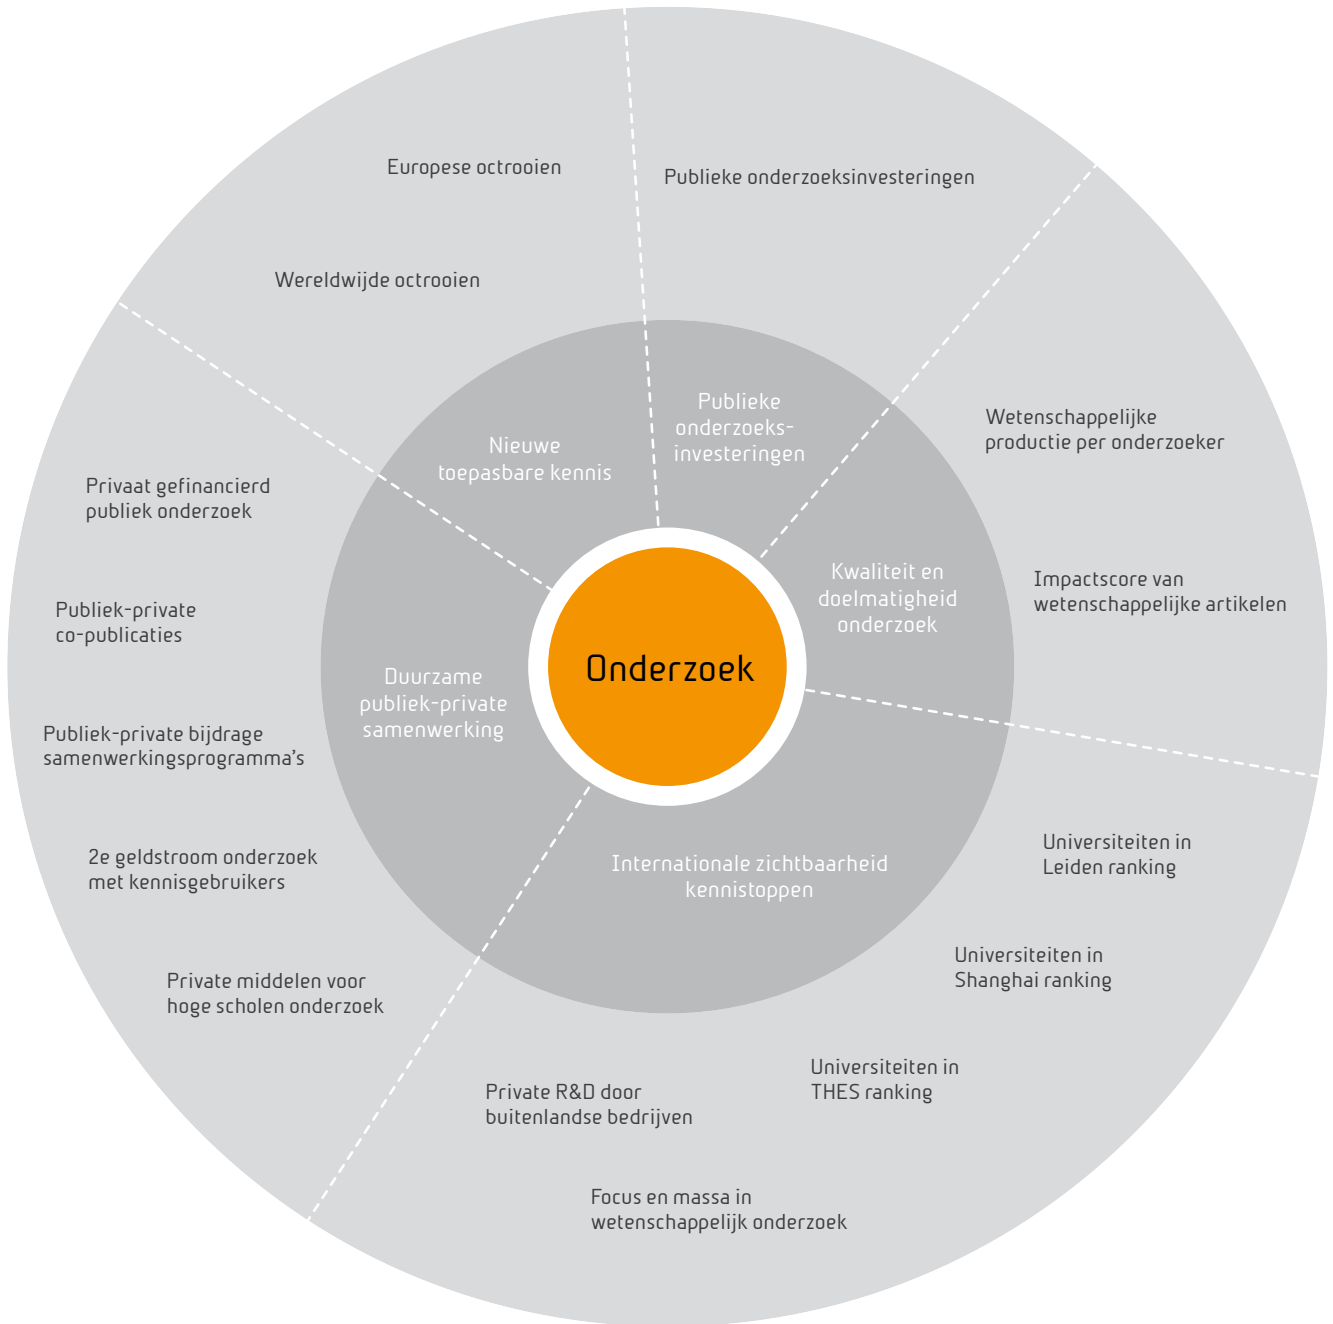 Europese octrooien
Publieke onderzoeksinvesteringen
Wereldwijde octrooien
Publieke
onderzoeks-
investeringen
Nieuwe
toepasbare kennis
Wetenschappelijke
productie per onderzoeker
Privaat gefinancierd
publiek onderzoek
Kwaliteit en
doelmatigheid
onderzoek
Impactscore van
wetenschappelijke artikelen
Publiek-private
co-publicaties
Onderzoek
Duurzame
publiek-private
samenwerking
Publiek-private bijdrage
samenwerkingsprogramma's
2e geldstroom onderzoek
met kennisgebruikers
Internationale zichtbaarheid
kennistoppen
Universiteiten in
Leiden ranking
Private middelen voor
hoge scholen onderzoek
Universiteiten in
Shanghai ranking
Universiteiten in
THES ranking
Private R&D door
buitenlandse bedrijven
Focus en massa in
wetenschappelijk onderzoek